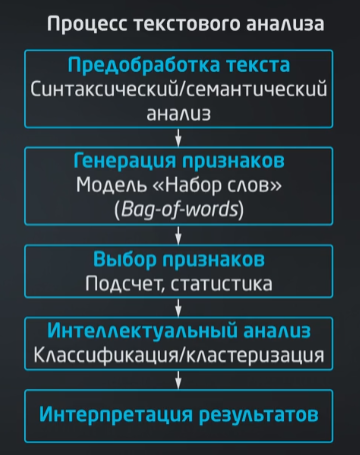 Процесс текстового анализа
Предобработка текста
Синтаксический/семантический
анализ
Генерация признаков
Модель «Набор слов»
(Bag-of-words)
Выбор признаков
Подсчет, статистика
Интеллектуальный анализ
Классификация/кластеризация
Интерпретация результатов